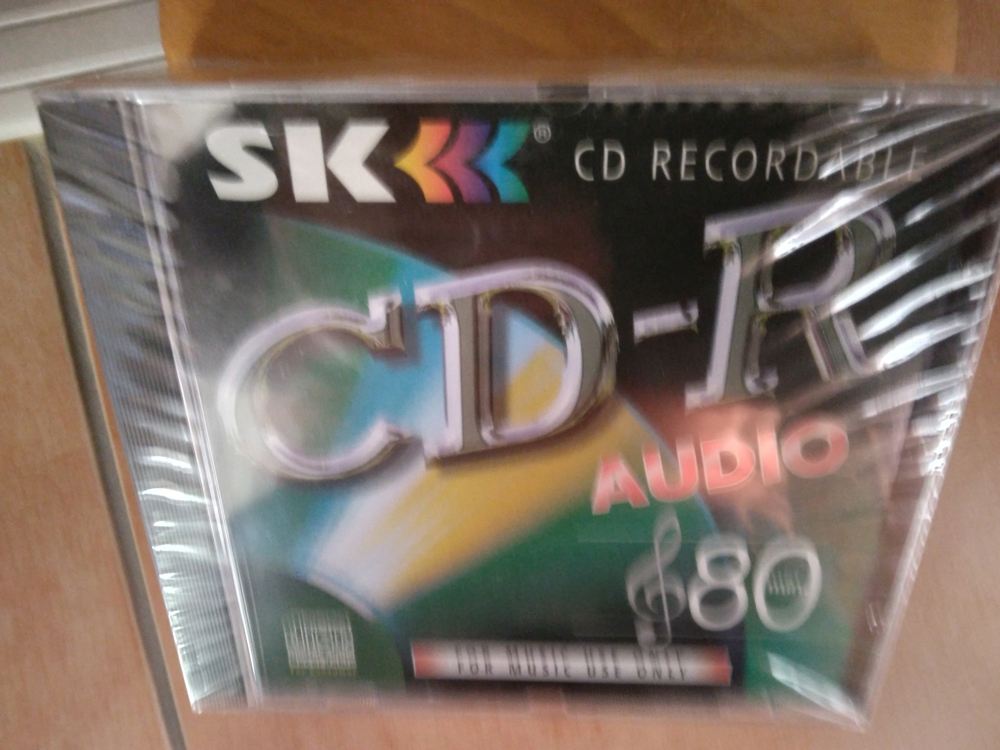 SK ®
CD RECORDABLE
CD-R
AUDIO
80
FOR MUSIC USE ONLY